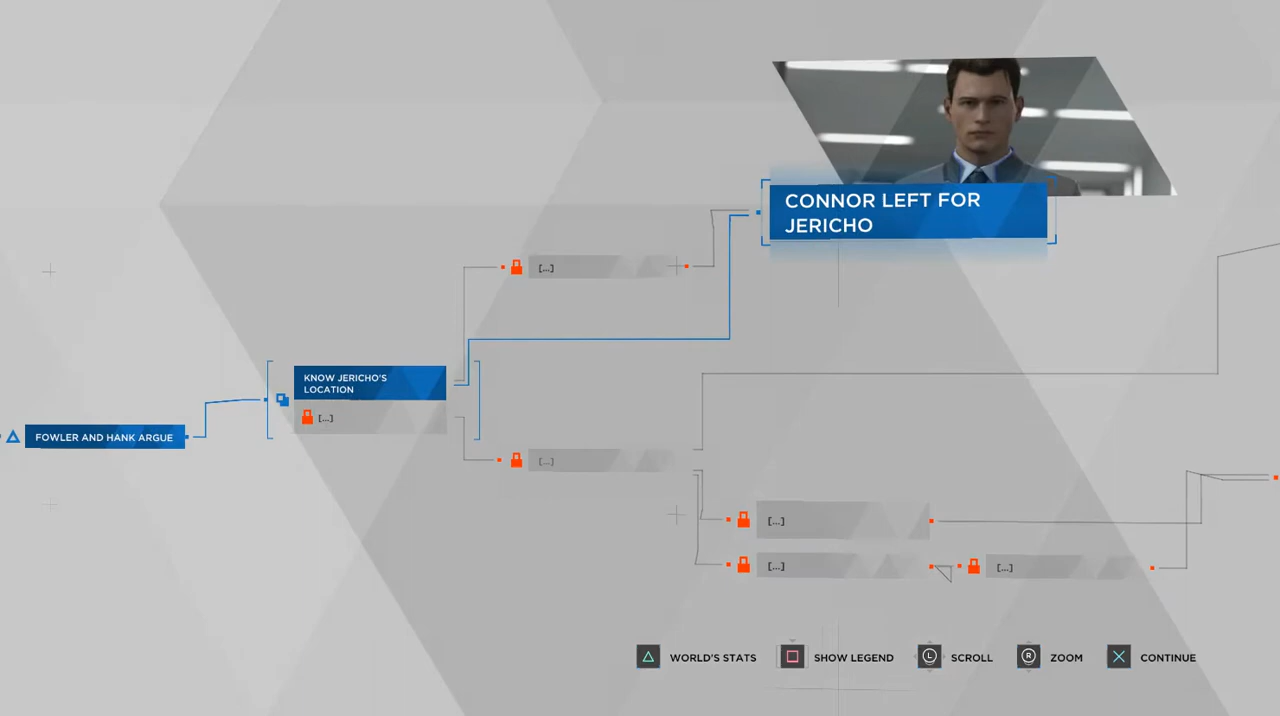 CONNOR LEFT FOR
JERICHO
[...]
KNOW JERICHO'S
LOCATION
[...]
FOWLER AND HANK ARGUE
[...]
[...]
[...]
[...]
WORLD'S STATS
SHOW LEGEND
L
SCROLL
R
ZOOM
CONTINUE